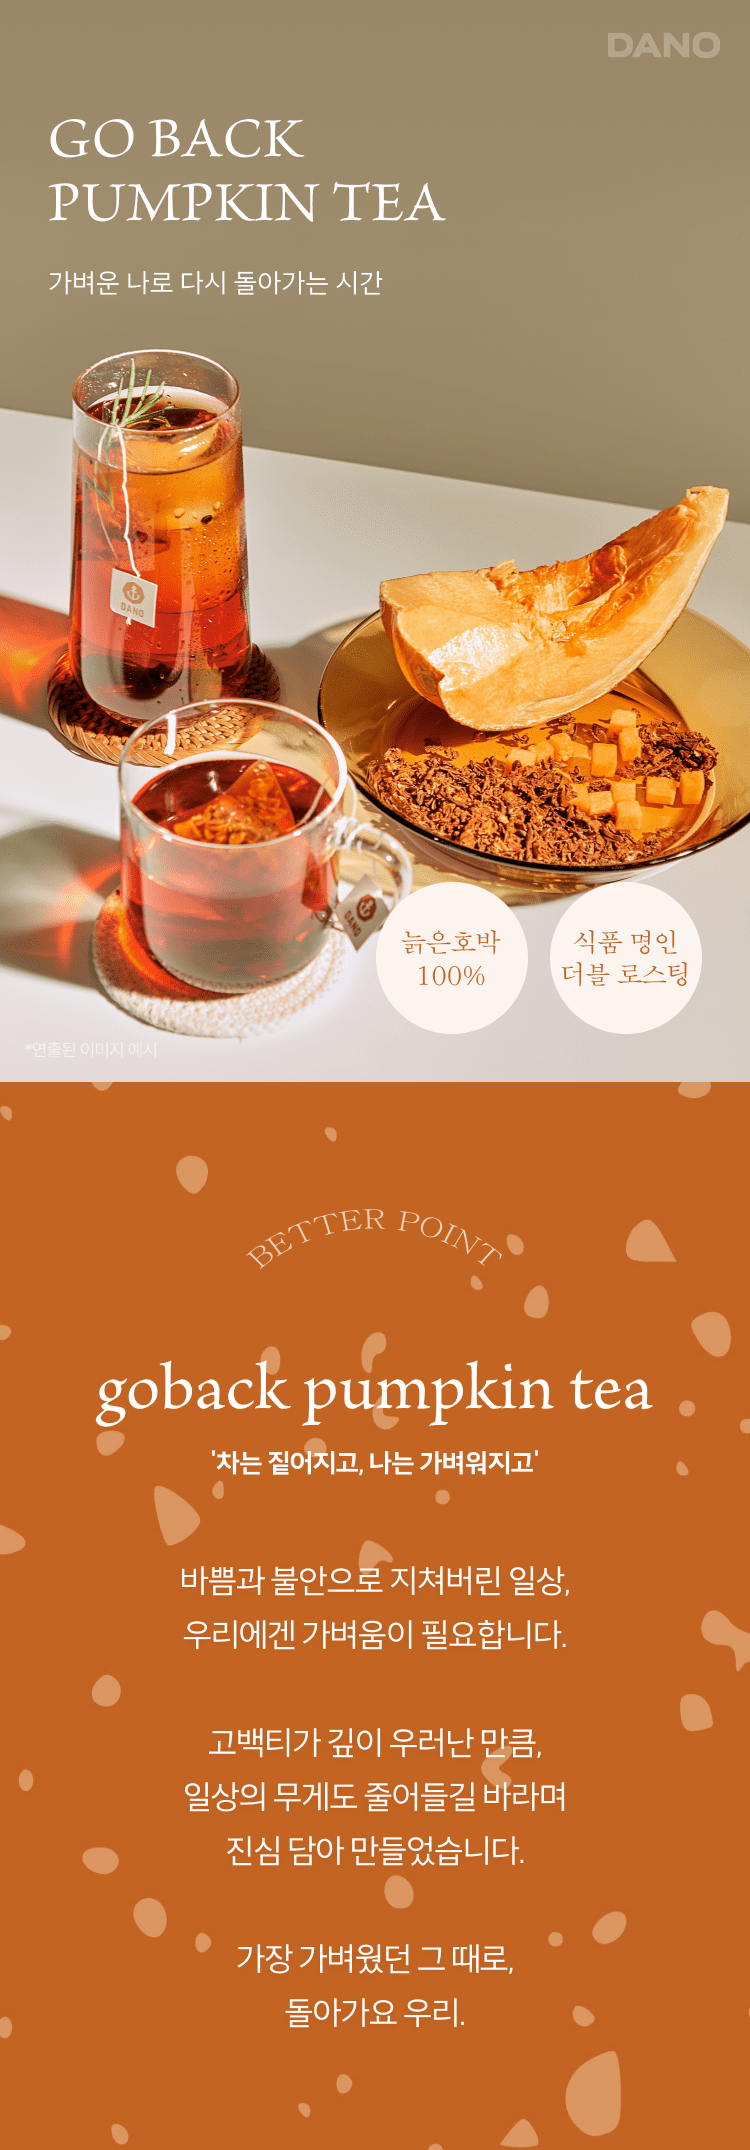 DANO
GO BACK
PUMPKIN TEA
가벼운 나로 다시 돌아가는 시간
DANO
DANO
늙은호박
100%
식품 명인
더블 로스팅
*연출된 이미지 예시
BETTER POINT
goback pumpkin tea
'차는 짙어지고, 나는 가벼워지고'
바쁨과 불안으로 지쳐버린 일상,
우리에겐 가벼움이 필요합니다.
고백티가 깊이 우러난 만큼,
일상의 무게도 줄어들길 바라며
진심 담아 만들었습니다.
가장 가벼웠던 그 때로,
돌아가요 우리.